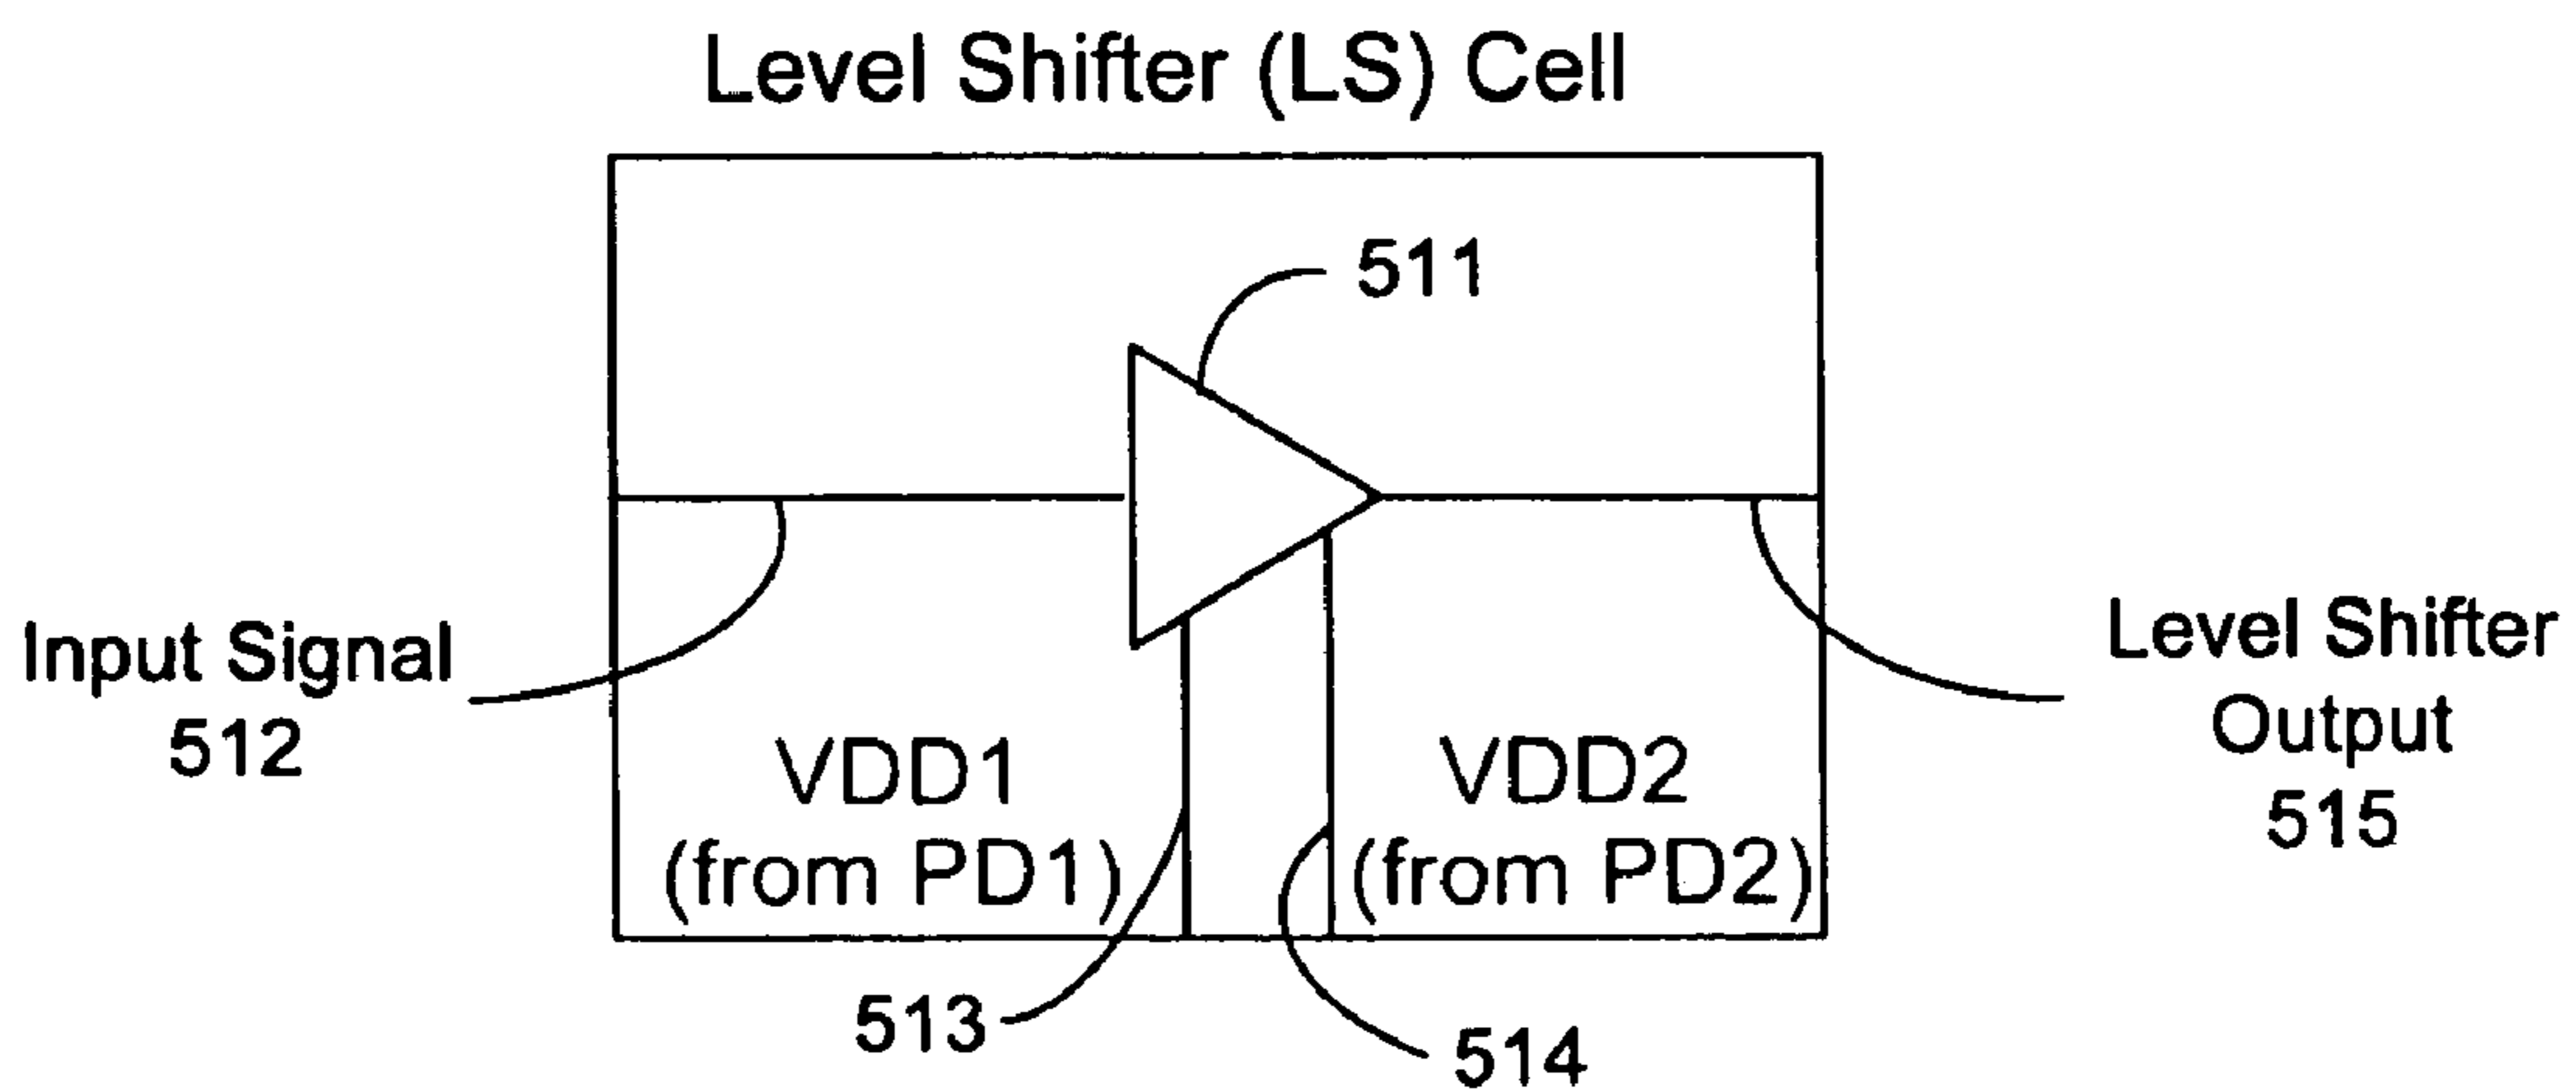 Level Shifter (LS) Cell
511
Input Signal
512
VDD1
(from PD1)
VDD2
(from PD2)
Level Shifter
Output
515
513
514